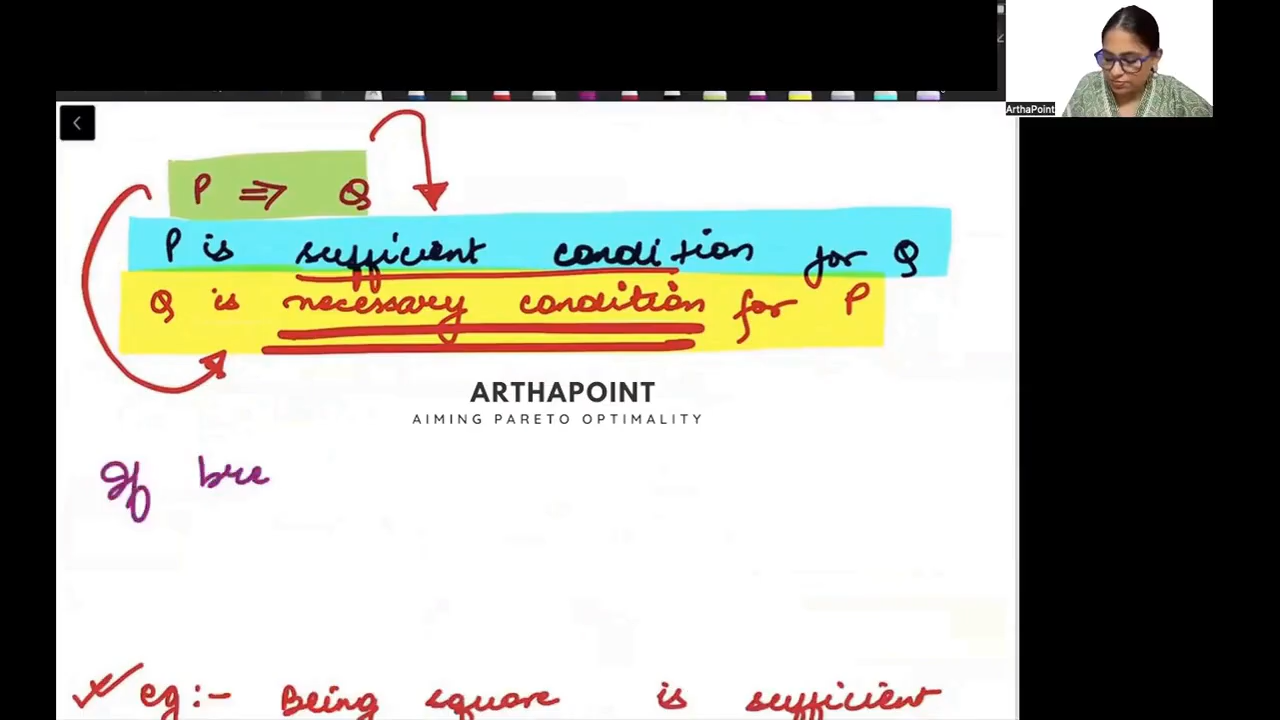 ArthaPoint
P ⇒ Q
P is sufficient condition for Q
Q is necessary condition for P
ARTHAPOINT
AIMING PARETO OPTIMALITY
If bre
eg:- Being square is sufficient